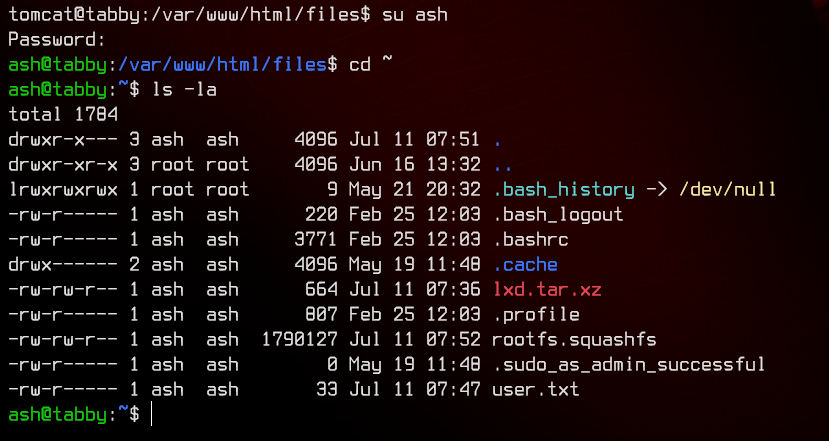 tomcat@tabby:/var/www/html/files$ su ash
Password:
ash@tabby:/var/www/html/files$ cd ~
ash@tabby:~$ ls -la
total 1784
drwxr-x--- 3 ash  ash     4096 Jul 11 07:51 .
drwxr-xr-x 3 root root    4096 Jun 16 13:32 ..
lrwxrwxrwx 1 root root       9 May 21 20:32 .bash_history -> /dev/null
-rw-r----- 1 ash  ash      220 Feb 25 12:03 .bash_logout
-rw-r----- 1 ash  ash     3771 Feb 25 12:03 .bashrc
drwx------ 2 ash  ash     4096 May 19 11:48 .cache
-rw-rw-r-- 1 ash  ash      664 Jul 11 07:36 lxd.tar.xz
-rw-r----- 1 ash  ash      807 Feb 25 12:03 .profile
-rw-rw-r-- 1 ash  ash  1790127 Jul 11 07:52 rootfs.squashfs
-rw-r----- 1 ash  ash        0 May 19 11:48 .sudo_as_admin_successful
-rw-r----- 1 ash  ash       33 Jul 11 07:47 user.txt
ash@tabby:~$